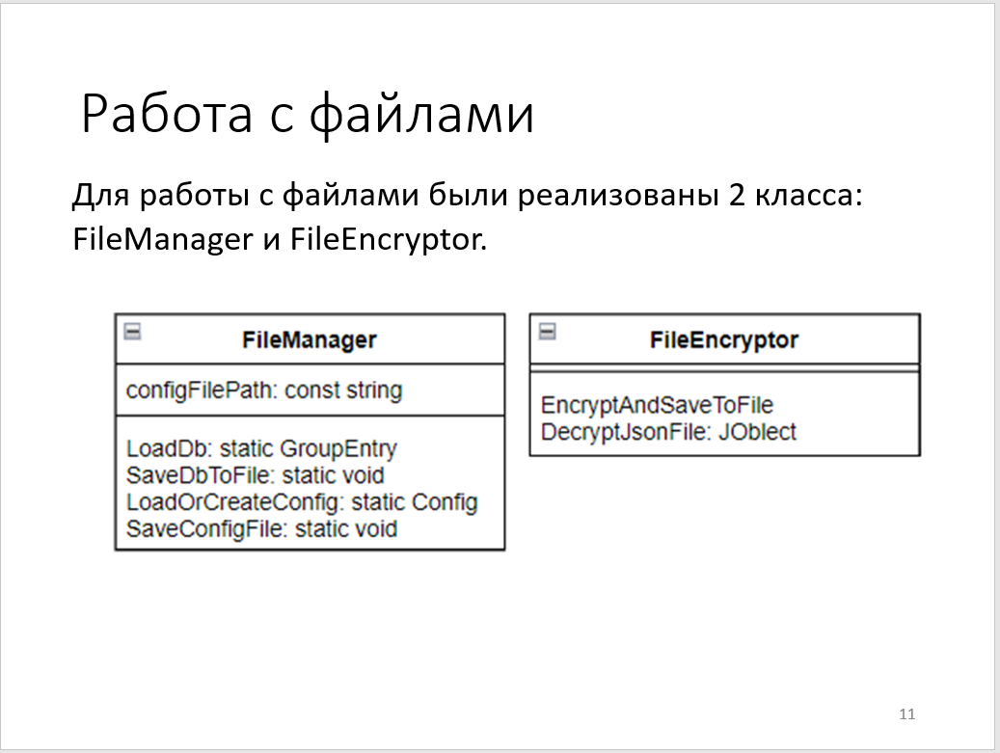 Работа с файлами
Для работы с файлами были реализованы 2 класса:
FileManager и FileEncryptor.
FileManager
configFilePath: const string
LoadDb: static GroupEntry
SaveDbToFile: static void
LoadOrCreateConfig: static Config
SaveConfigFile: static void
FileEncryptor
EncryptAndSaveToFile
DecryptJsonFile: JOblect
11